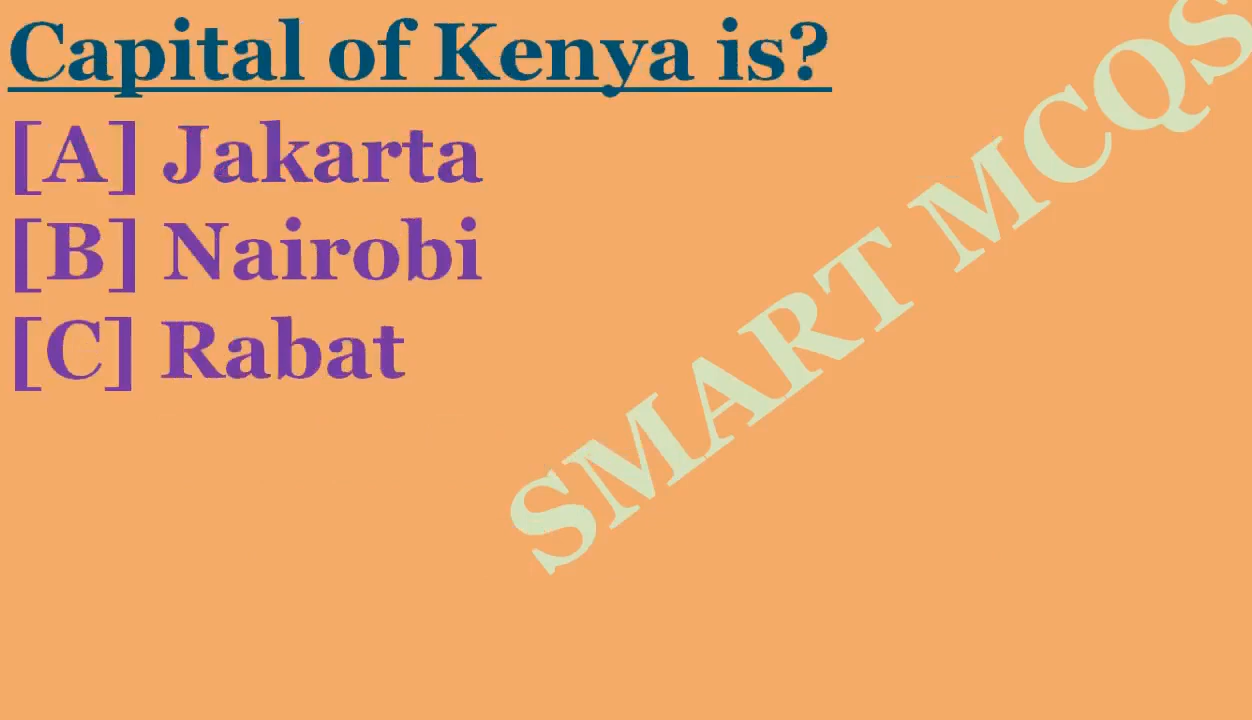 Capital of Kenya is?
[A] Jakarta
[B] Nairobi
[C] Rabat
SMART MCQS